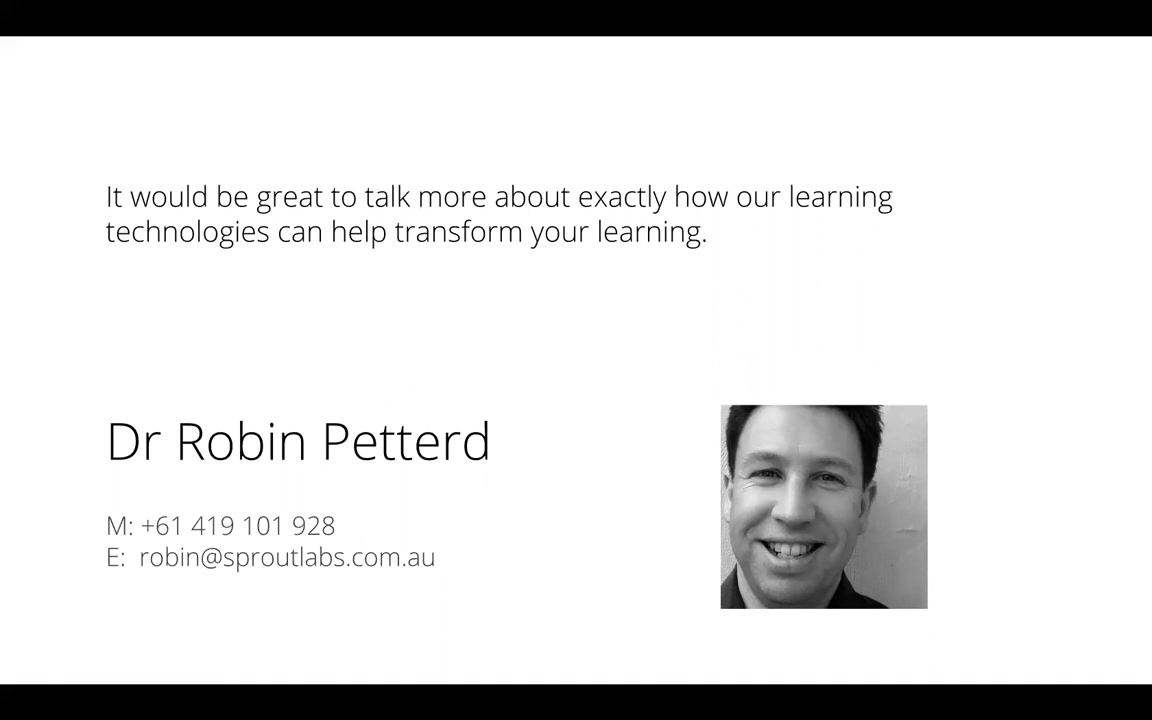 It would be great to talk more about exactly how our learning
technologies can help transform your learning.
Dr Robin Petterd
M: +61 419 101 928
E: robin@sproutlabs.com.au